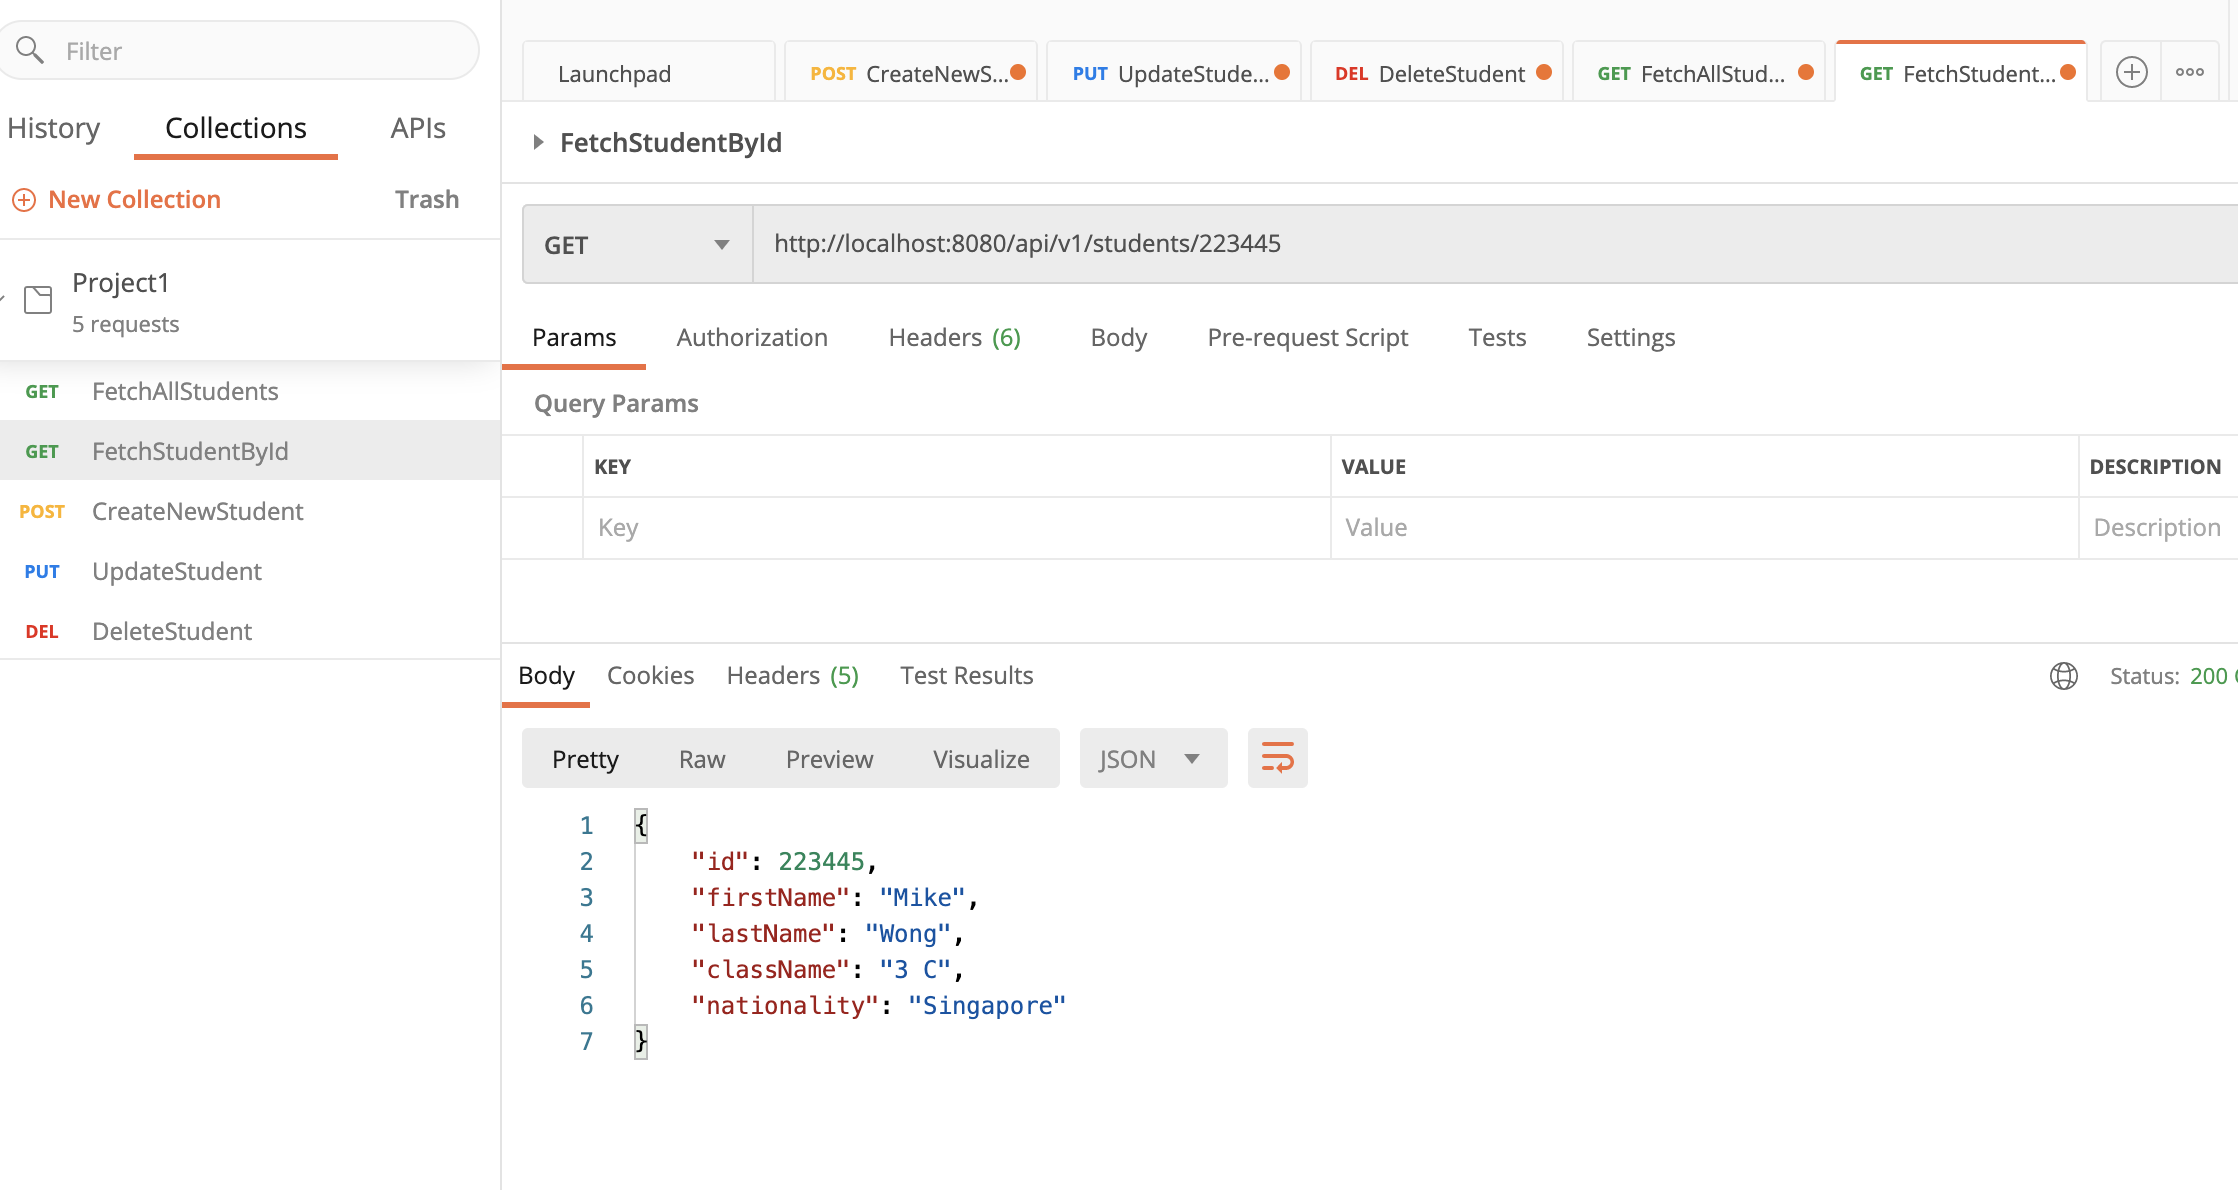 Filter
History Collections APIs
New Collection Trash
Project1
5 requests
GET FetchAllStudents
GET FetchStudentById
POST CreateNewStudent
PUT UpdateStudent
DEL DeleteStudent
Launchpad POST CreateNewS... PUT UpdateStude... DEL DeleteStudent GET FetchAllStud... GET FetchStudent...
FetchStudentById
GET http://localhost:8080/api/v1/students/223445
Params Authorization Headers (6) Body Pre-request Script Tests Settings
Query Params
KEY VALUE DESCRIPTION
Key Value Description
Body Cookies Headers (5) Test Results Status: 200
Pretty Raw Preview Visualize JSON
1 {
2 "id": 223445,
3 "firstName": "Mike",
4 "lastName": "Wong",
5 "className": "3 C",
6 "nationality": "Singapore"
7 }